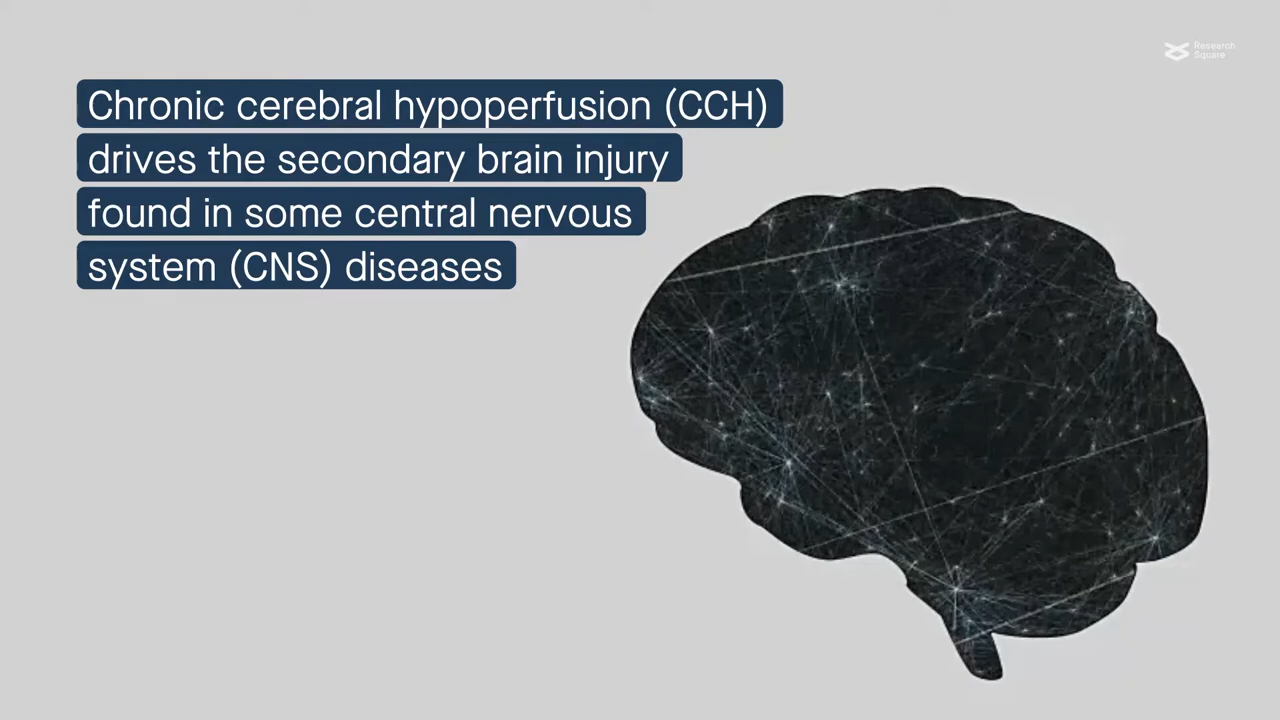 Research
Square
Chronic cerebral hypoperfusion (CCH)
drives the secondary brain injury
found in some central nervous
system (CNS) diseases